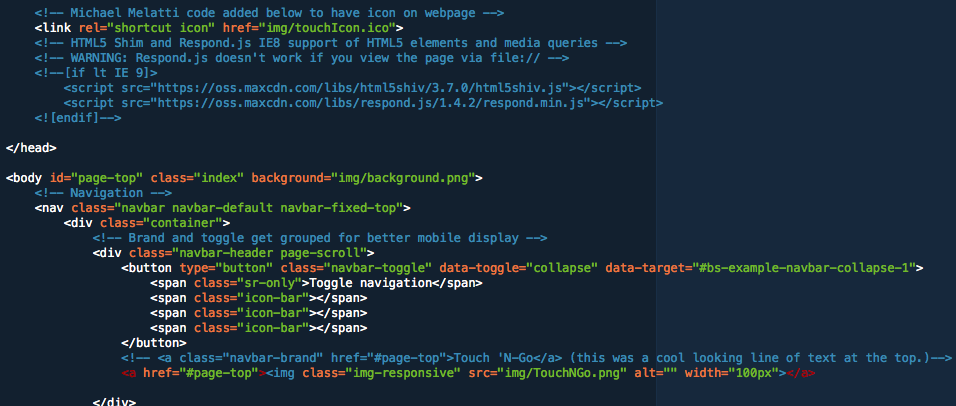 <!-- Michael Melatti code added below to have icon on webpage -->
<link rel="shortcut icon" href="img/touchIcon.ico">
<!-- HTML5 Shim and Respond.js IE8 support of HTML5 elements and media queries -->
<!-- WARNING: Respond.js doesn't work if you view the page via file:// -->
<!--[if lt IE 9]>
<script src="https://oss.maxcdn.com/libs/html5shiv/3.7.0/html5shiv.js"></script>
<script src="https://oss.maxcdn.com/libs/respond.js/1.4.2/respond.min.js"></script>
<![endif]-->
</head>
<body id="page-top" class="index" background="img/background.png">
<!-- Navigation -->
<nav class="navbar navbar-default navbar-fixed-top">
<div class="container">
<!-- Brand and toggle get grouped for better mobile display -->
<div class="navbar-header page-scroll">
<button type="button" class="navbar-toggle" data-toggle="collapse" data-target="#bs-example-navbar-collapse-1">
<span class="sr-only">Toggle navigation</span>
<span class="icon-bar"></span>
<span class="icon-bar"></span>
<span class="icon-bar"></span>
</button>
<!-- <a class="navbar-brand" href="#page-top">Touch 'N-Go</a> (this was a cool looking line of text at the top.)-->
<a href="#page-top"><img class="img-responsive" src="img/TouchNGo.png" alt="" width="100px"></a>
</div>